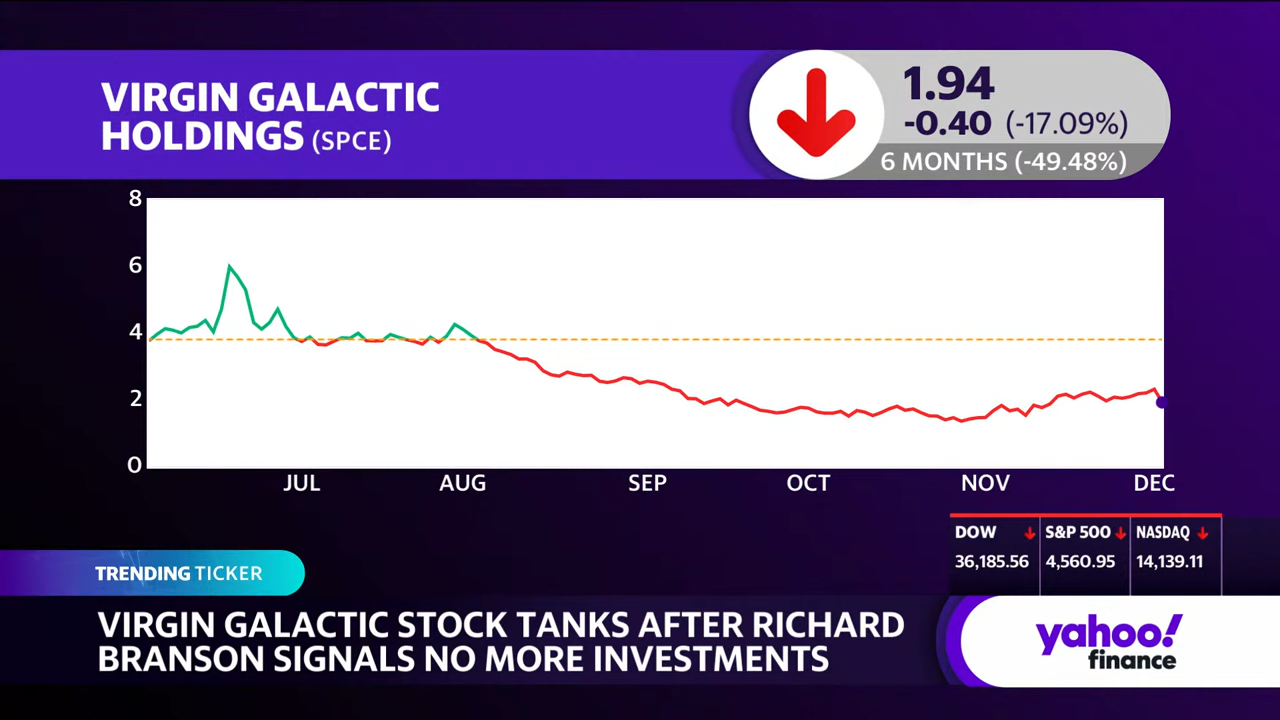 VIRGIN GALACTIC
HOLDINGS (SPCE)
1.94
-0.40 (-17.09%)
6 MONTHS (-49.48%)
8
6
4
2
0
JUL AUG SEP OCT NOV DEC
DOW S&P 500 NASDAQ
36,185.56 4,560.95 14,139.11
TRENDING TICKER
VIRGIN GALACTIC STOCK TANKS AFTER RICHARD
BRANSON SIGNALS NO MORE INVESTMENTS
yahoo!
finance